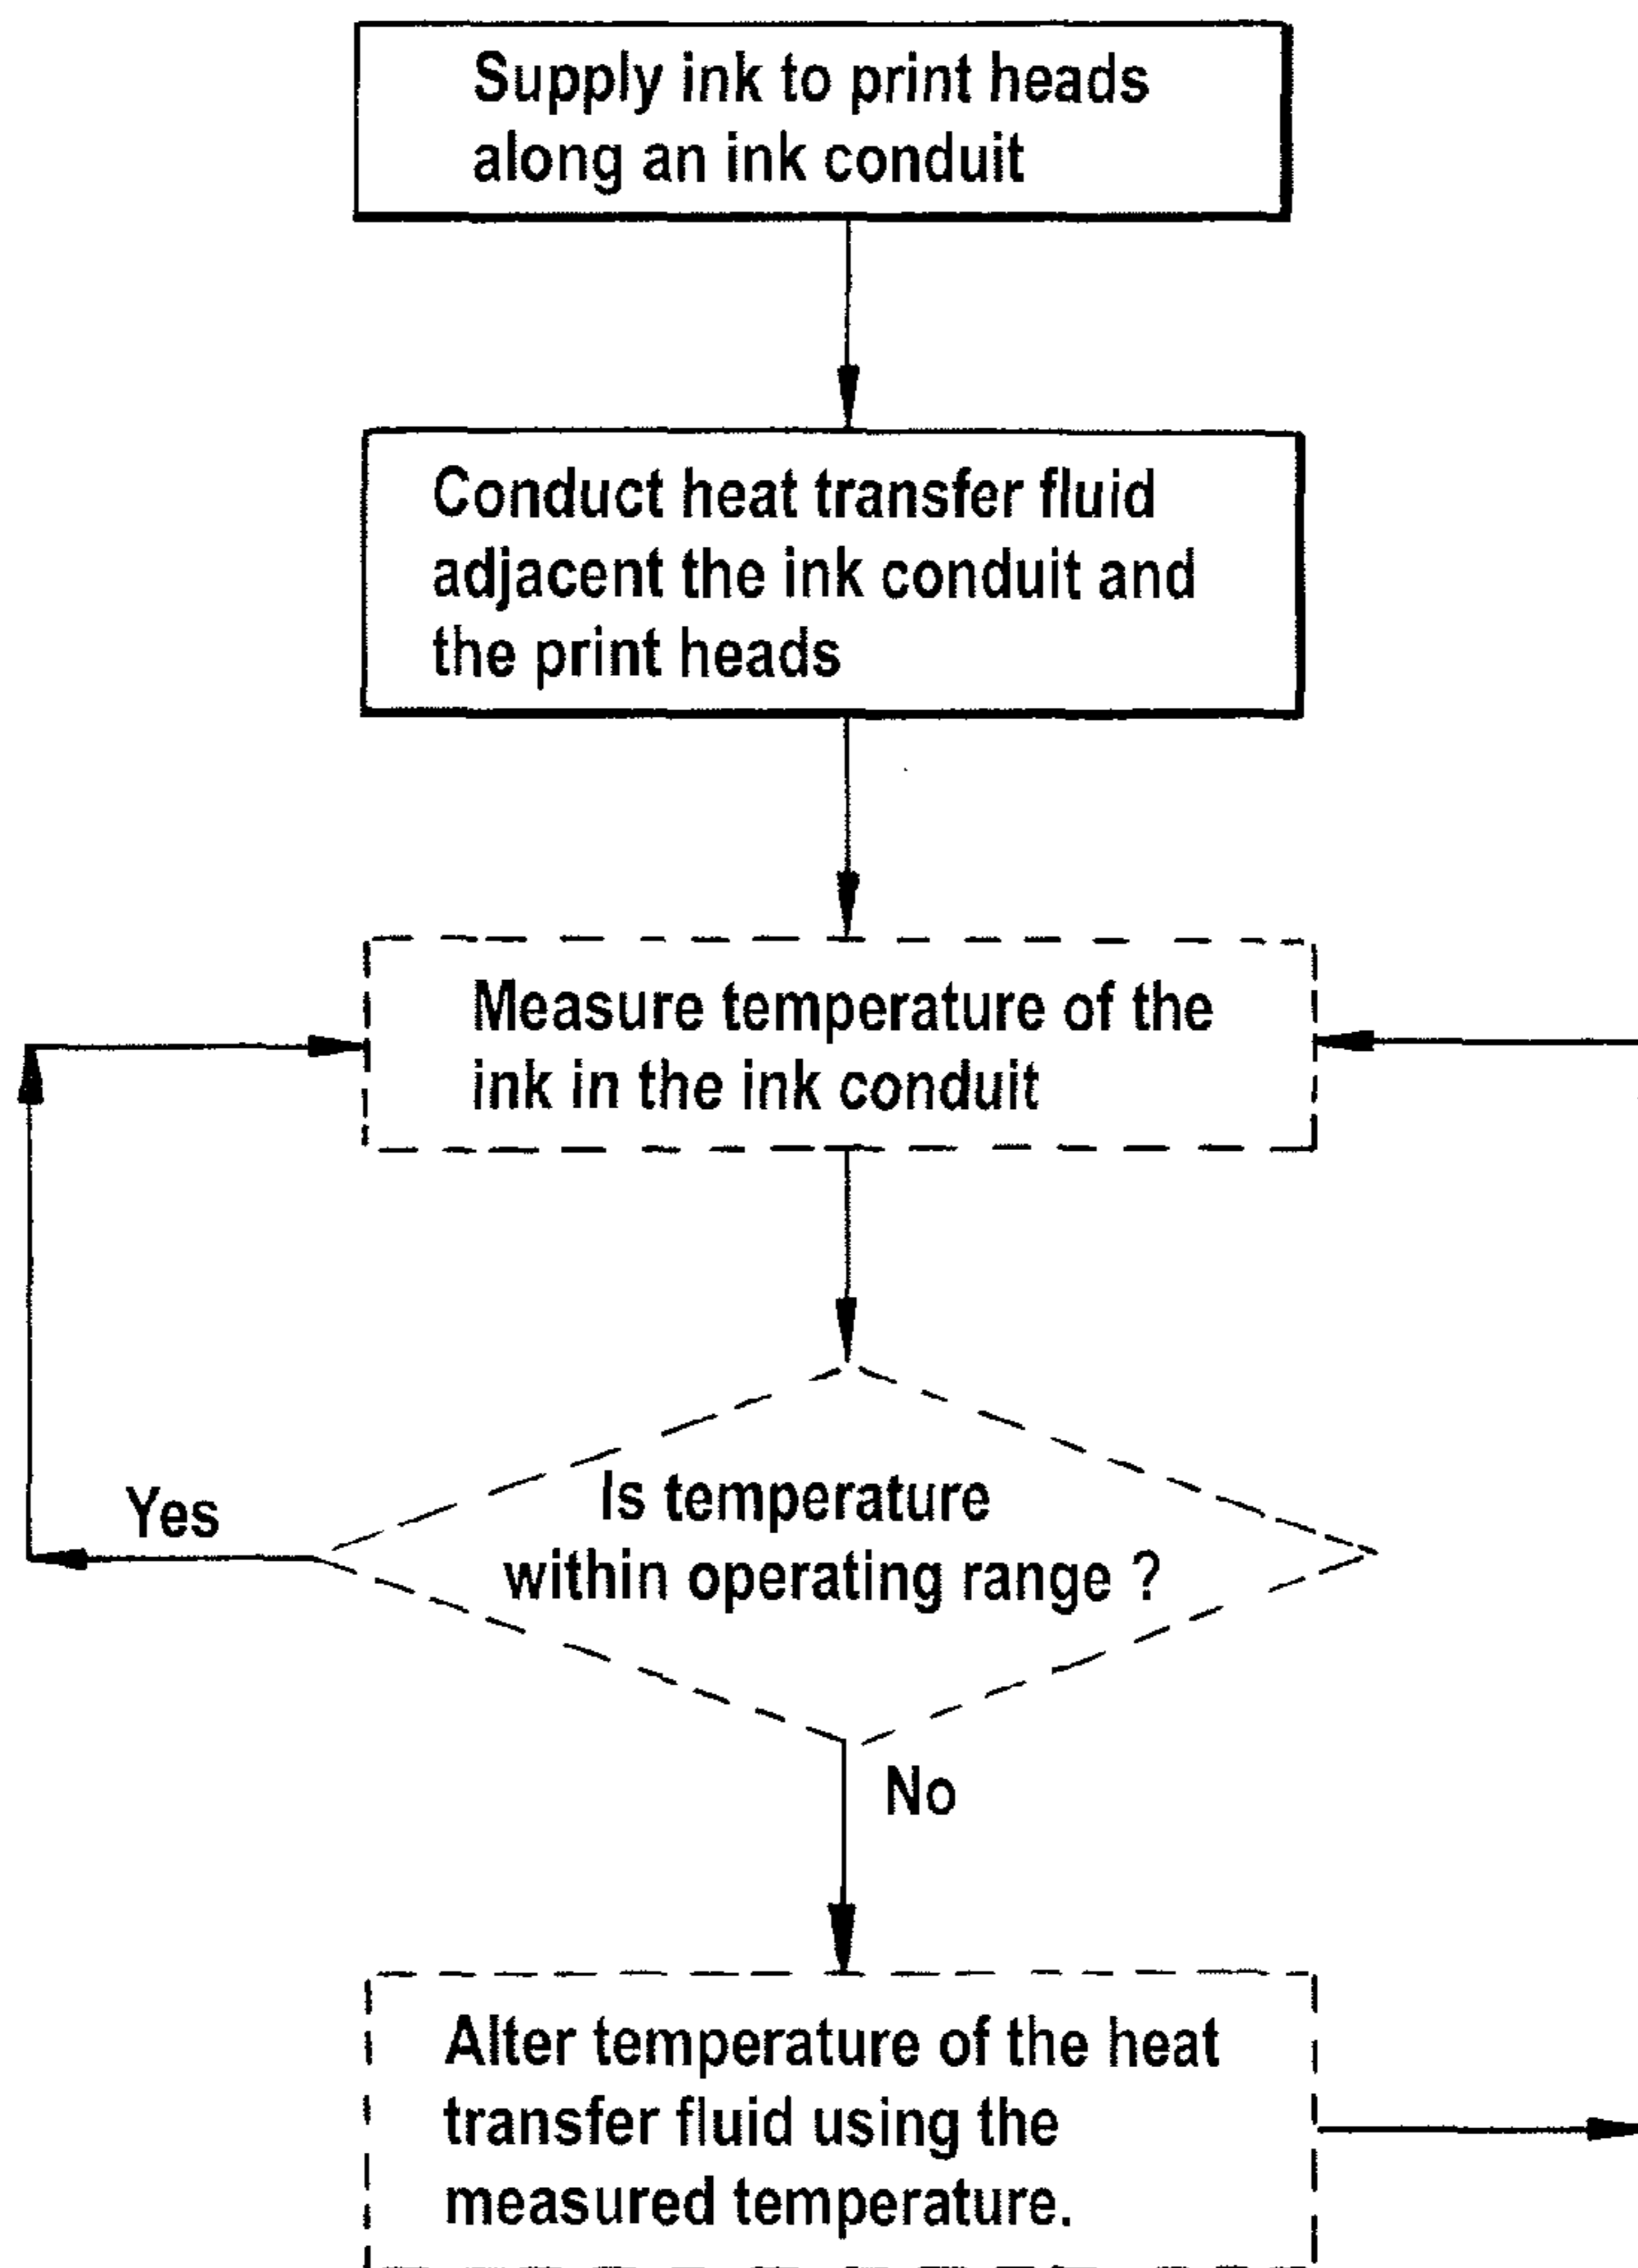 Supply ink to print heads
along an ink conduit
Conduct heat transfer fluid
adjacent the ink conduit and
the print heads
Measure temperature of the
ink in the ink conduit
Is temperature
within operating range ?
Yes
No
Alter temperature of the heat
transfer fluid using the
measured temperature.